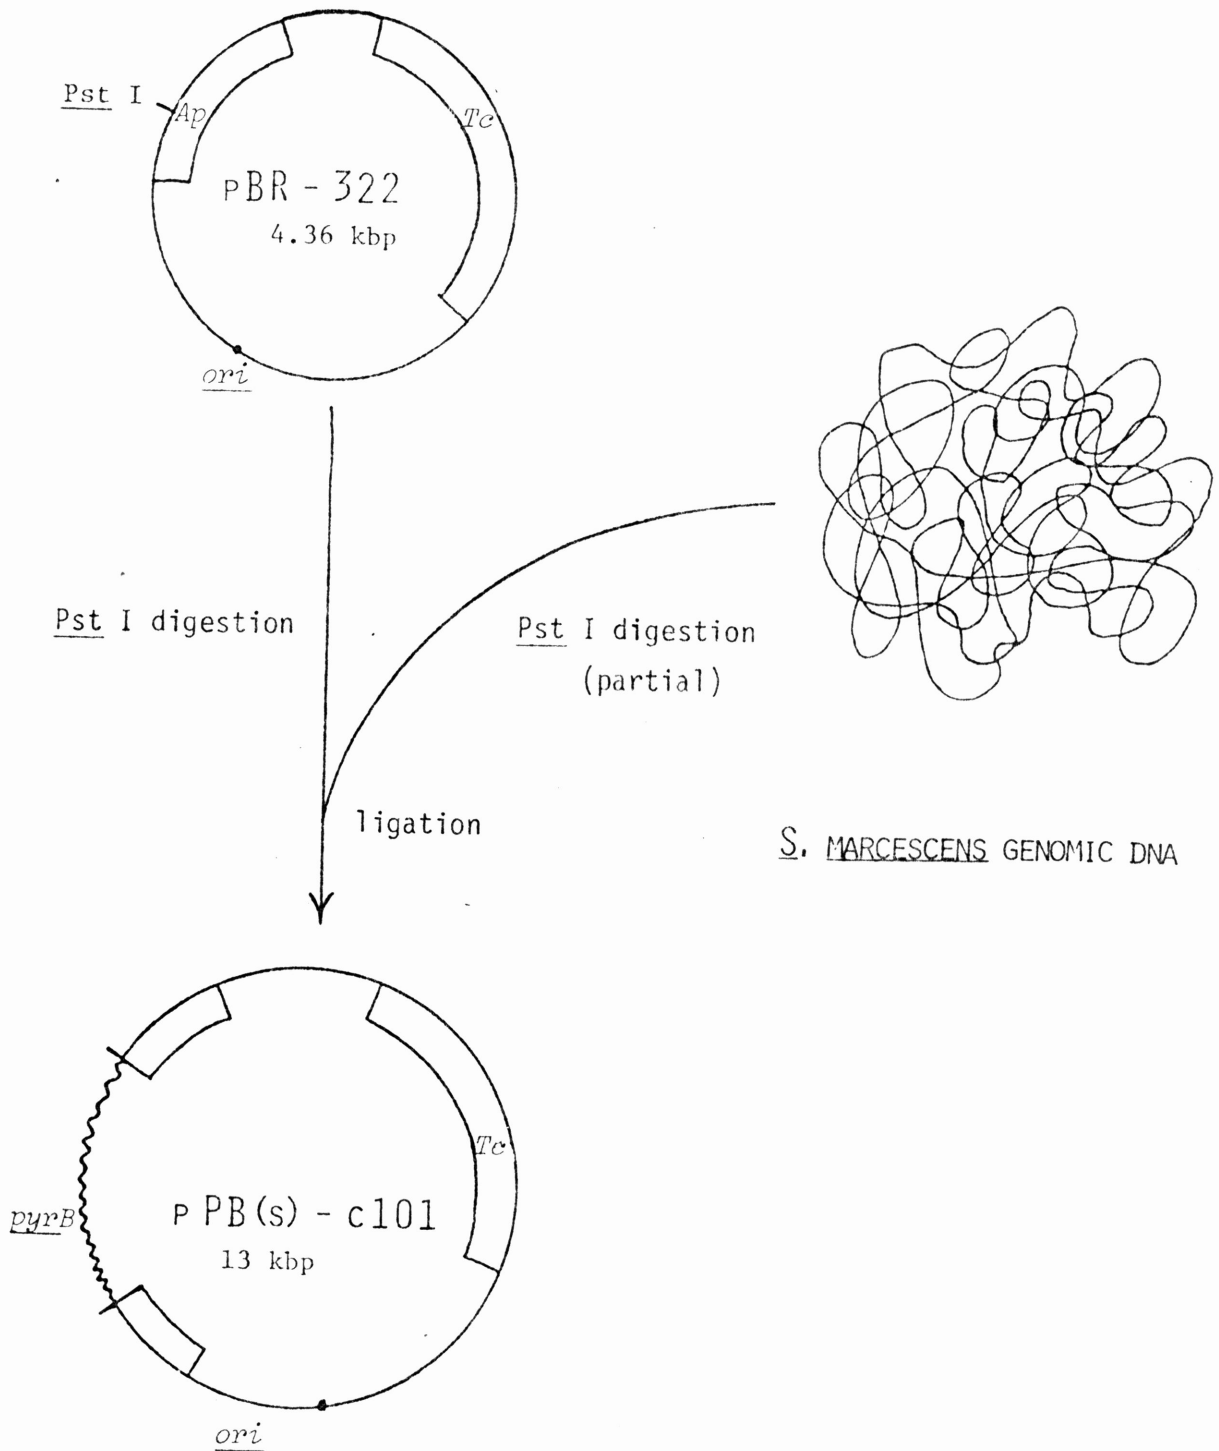 Pst I
Ap
Tc
pBR - 322
4.36 kbp
ori
Pst I digestion
Pst I digestion
(partial)
ligation
S. MARCESCENS GENOMIC DNA
Tc
pyrB
p PB(s) - c101
13 kbp
ori